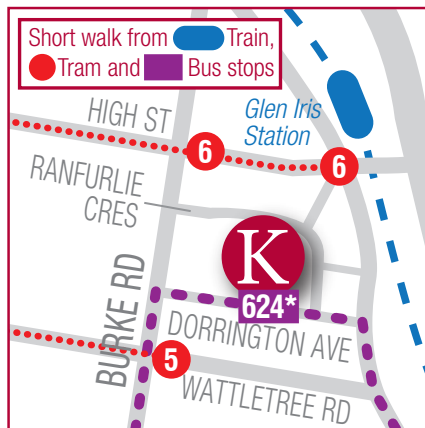 Short walk from Train,
Tram and Bus stops
HIGH ST
Glen Iris
Station
6
6
RANFURLIE
CRES
K
624*
BURKE RD
DORRINGTON AVE
5
WATTLETREE RD